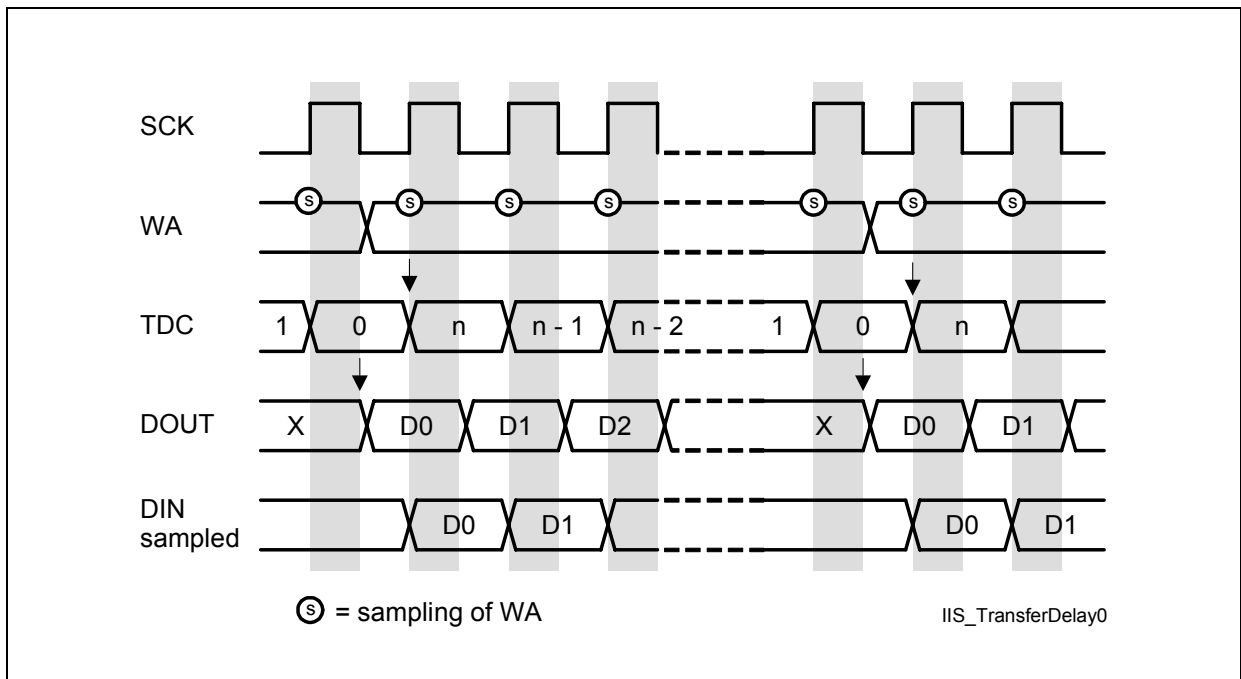 SCK
S S S S S S S
WA
TDC 1 0 n n - 1 n - 2 1 0 n
DOUT X D0 D1 D2 X D0 D1
DIN D0 D1 D0 D1
sampled
S = sampling of WA
IIS_TransferDelay0